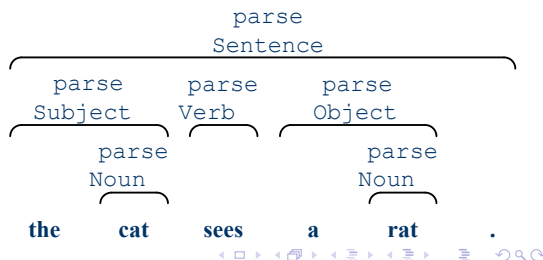 parse
Sentence
parse parse parse
Subject Verb Object
parse parse
Noun Noun
the cat sees a rat .